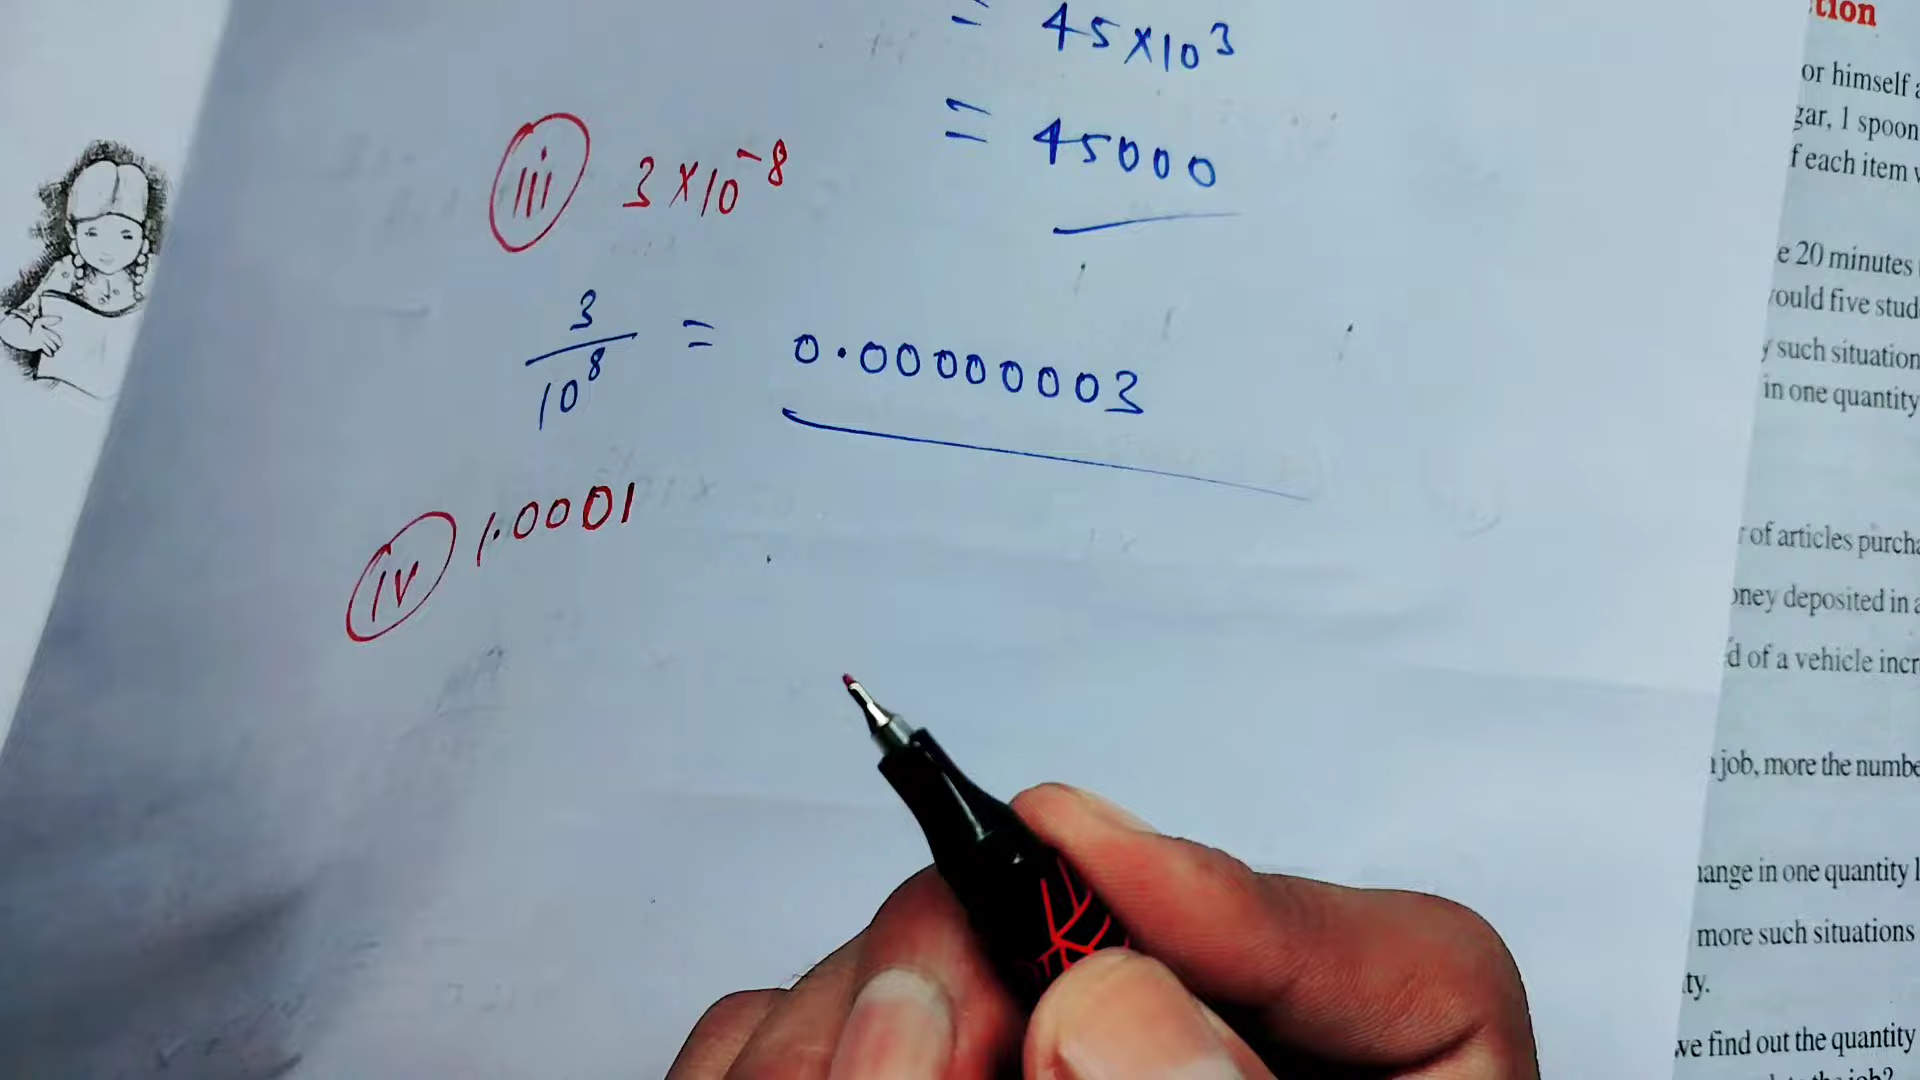 = 45×10³
= 45000
iii 3×10⁻⁸
3/10⁸ = 0.00000003
iv 1.0001
tion
or himself
gar, 1 spoon
f each item
e 20 minutes
ould five stud
such situation
in one quantity
of articles purcha
ney deposited in a
d of a vehicle incr
job, more the numbe
ange in one quantity
more such situations
ty.
we find out the quantity
the job?